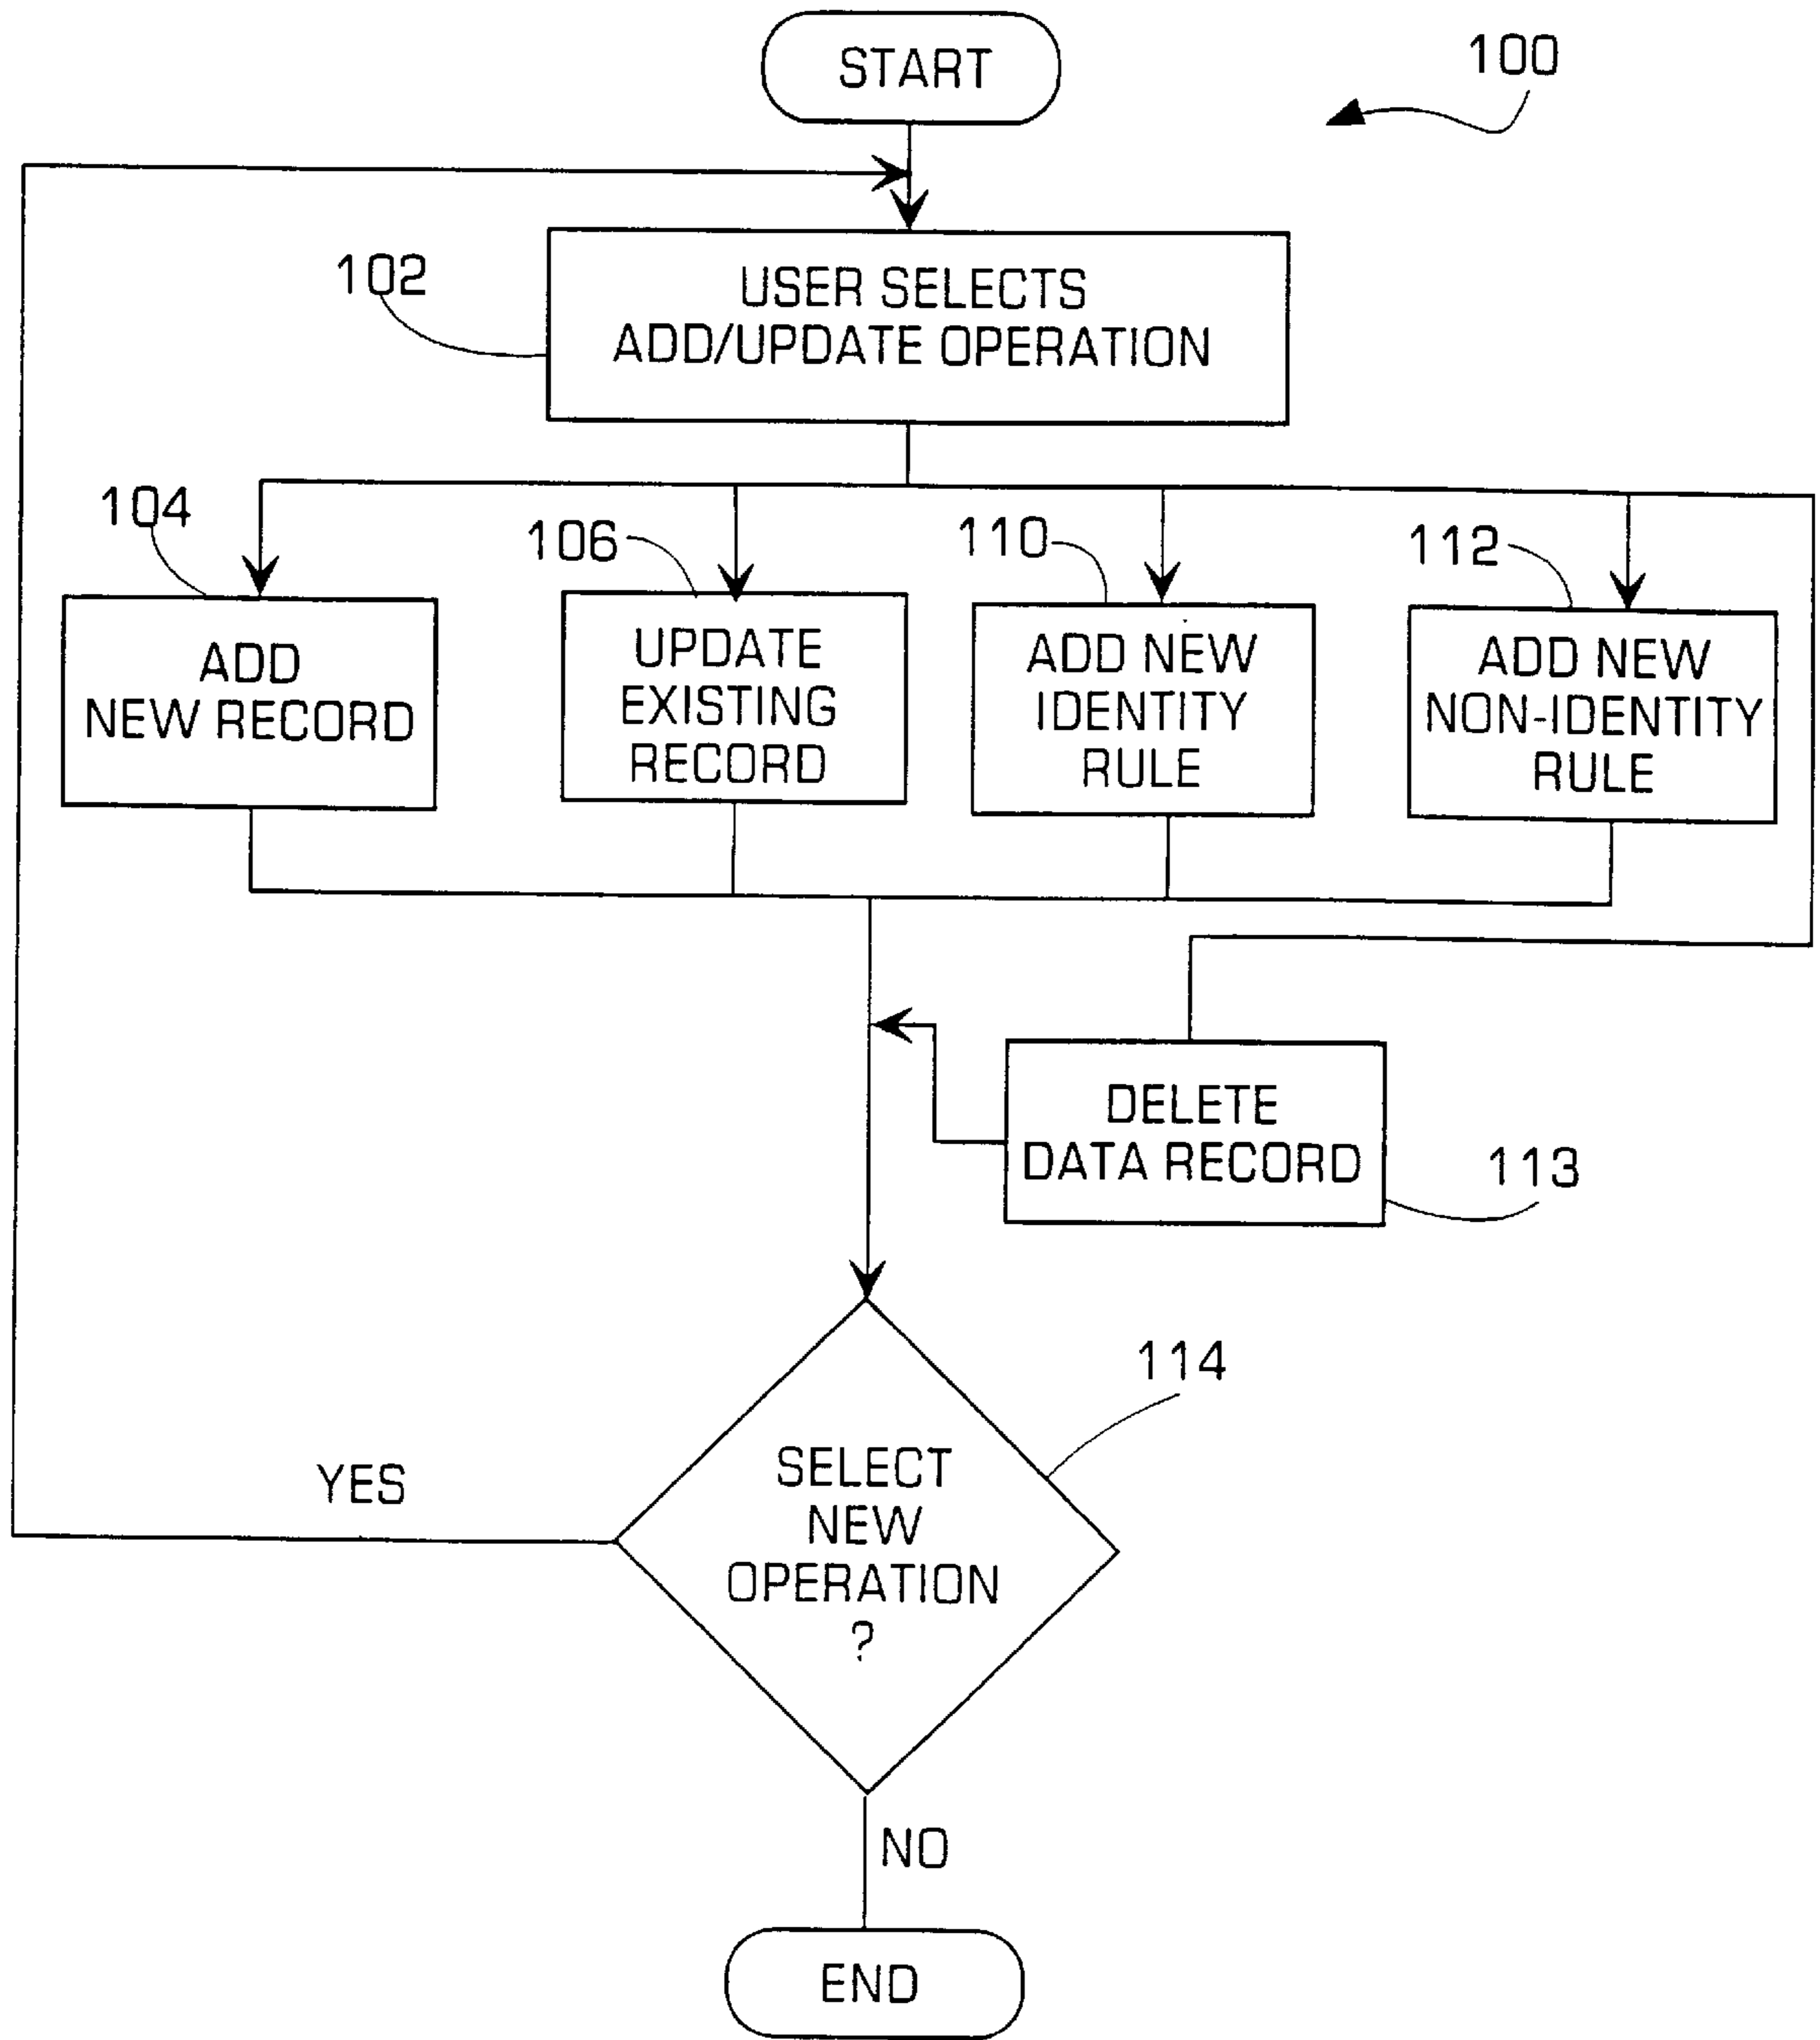 START
100
102
USER SELECTS
ADD/UPDATE OPERATION
104
106
110
112
ADD
NEW RECORD
UPDATE
EXISTING
RECORD
ADD NEW
IDENTITY
RULE
ADD NEW
NON-IDENTITY
RULE
DELETE
DATA RECORD
113
114
SELECT
NEW
OPERATION
?
YES
NO
END